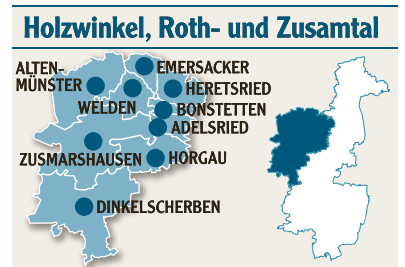 Holzwinkel, Roth- und Zusamtal
ALTEN-
MÜNSTER
EMERSACKER
HERETSRIED
WELDEN
BONSTETTEN
ADELSRIED
ZUSMARSHAUSEN
HORGAU
DINKELSCHERBEN